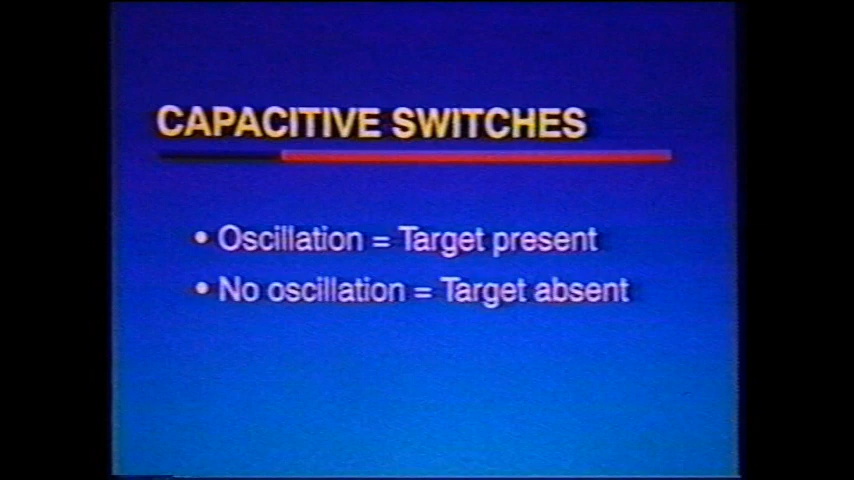 CAPACITIVE SWITCHES
• Oscillation = Target present
• No oscillation = Target absent